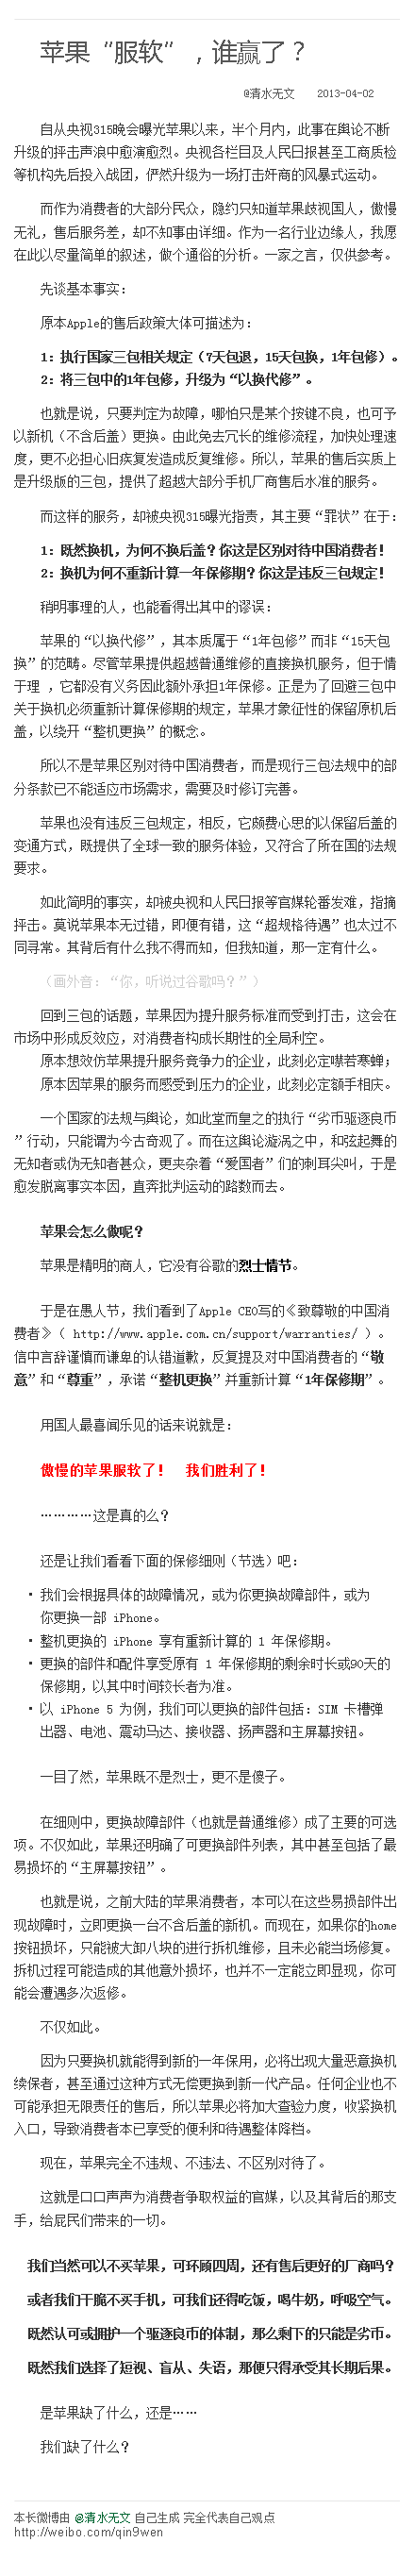 苹果“服软”，谁赢了？
@清水无文 2013-04-02
自从央视315晚会曝光苹果以来，半个月内，此事在舆论不断
升级的抨击声浪中愈演愈烈。央视各栏目及人民日报甚至工商质检
等机构先后投入战团，俨然升级为一场打击奸商的风暴式运动。
而作为消费者的大部分民众，隐约只知道苹果歧视国人，傲慢
无礼，售后服务差，却不知事由详细。作为一名行业边缘人，我愿
在此以尽量简单的叙述，做个通俗的分析。一家之言，仅供参考。
先谈基本事实：
原本Apple的售后政策大体可描述为：
1：执行国家三包相关规定（7天包退，15天包换，1年包修）。
2：将三包中的1年包修，升级为“以换代修”。
也就是说，只要判定为故障，哪怕只是某个按键不良，也可予
以新机（不含后盖）更换。由此免去冗长的维修流程，加快处理速
度，更不必担心旧疾复发造成反复维修。所以，苹果的售后实质上
是升级版的三包，提供了超越大部分手机厂商售后水准的服务。
而这样的服务，却被央视315曝光指责，其主要“罪状”在于：
1：既然换机，为何不换后盖？你这是区别对待中国消费者！
2：换机为何不重新计算一年保修期？你这是违反三包规定！
稍明事理的人，也能看得出其中的谬误：
苹果的“以换代修”，其本质属于“1年包修”而非“15天包
换”的范畴。尽管苹果提供超越普通维修的直接换机服务，但于情
于理 ，它都没有义务因此额外承担1年保修。正是为了回避三包中
关于换机必须重新计算保修期的规定，苹果才象征性的保留原机后
盖，以绕开“整机更换”的概念。
所以不是苹果区别对待中国消费者，而是现行三包法规中的部
分条款已不能适应市场需求，需要及时修订完善。
苹果也没有违反三包规定，相反，它颇费心思的以保留后盖的
变通方式，既提供了全球一致的服务体验，又符合了所在国的法规
要求。
如此简明的事实，却被央视和人民日报等官媒轮番发难，指摘
抨击。莫说苹果本无过错，即便有错，这“超规格待遇”也太过不
同寻常。其背后有什么我不得而知，但我知道，那一定有什么。
（画外音：“你，听说过谷歌吗？”）
回到三包的话题，苹果因为提升服务标准而受到打击，这会在
市场中形成反效应，对消费者构成长期性的全局利空。
原本想效仿苹果提升服务竞争力的企业，此刻必定噤若寒蝉；
原本因苹果的服务而感受到压力的企业，此刻必定额手相庆。
一个国家的法规与舆论，如此堂而皇之的执行“劣币驱逐良币
”行动，只能谓为今古奇观了。而在这舆论漩涡之中，和弦起舞的
无知者或伪无知者甚众，更夹杂着“爱国者”们的刺耳尖叫，于是
愈发脱离事实本因，直奔批判运动的路数而去。
苹果会怎么做呢？
苹果是精明的商人，它没有谷歌的烈士情节。
于是在愚人节，我们看到了Apple CEO写的《致尊敬的中国消
费者》（ http://www.apple.com.cn/support/warranties/ ）。
信中言辞谨慎而谦卑的认错道歉，反复提及对中国消费者的“敬
意”和“尊重”，承诺“整机更换”并重新计算“1年保修期”。
用国人最喜闻乐见的话来说就是：
傲慢的苹果服软了！ 我们胜利了！
…………这是真的么？
还是让我们看看下面的保修细则（节选）吧：
• 我们会根据具体的故障情况，或为你更换故障部件，或为
你更换一部 iPhone。
• 整机更换的 iPhone 享有重新计算的 1 年保修期。
• 更换的部件和配件享受原有 1 年保修期的剩余时长或90天的
保修期，以其中时间较长者为准。
• 以 iPhone 5 为例，我们可以更换的部件包括：SIM 卡槽弹
出器、电池、震动马达、接收器、扬声器和主屏幕按钮。
一目了然，苹果既不是烈士，更不是傻子。
在细则中，更换故障部件（也就是普通维修）成了主要的可选
项。不仅如此，苹果还明确了可更换部件列表，其中甚至包括了最
易损坏的“主屏幕按钮”。
也就是说，之前大陆的苹果消费者，本可以在这些易损部件出
现故障时，立即更换一台不含后盖的新机。而现在，如果你的home
按钮损坏，只能被大卸八块的进行拆机维修，且未必能当场修复。
拆机过程可能造成的其他意外损坏，也并不一定能立即显现，你可
能会遭遇多次返修。
不仅如此。
因为只要换机就能得到新的一年保用，必将出现大量恶意换机
续保者，甚至通过这种方式无偿更换到新一代产品。任何企业也不
可能承担无限责任的售后，所以苹果必将加大查验力度，收紧换机
入口，导致消费者本已享受的便利和待遇整体降档。
现在，苹果完全不违规、不违法、不区别对待了。
这就是口口声声为消费者争取权益的官媒，以及其背后的那支
手，给屁民们带来的一切。
我们当然可以不买苹果，可环顾四周，还有售后更好的厂商吗？
或者我们干脆不买手机，可我们还得吃饭，喝牛奶，呼吸空气。
既然认可或拥护一个驱逐良币的体制，那么剩下的只能是劣币。
既然我们选择了短视、盲从、失语，那便只得承受其长期后果。
是苹果缺了什么，还是……
我们缺了什么？
本长微博由 @清水无文 自己生成 完全代表自己观点
http://weibo.com/qin9wen